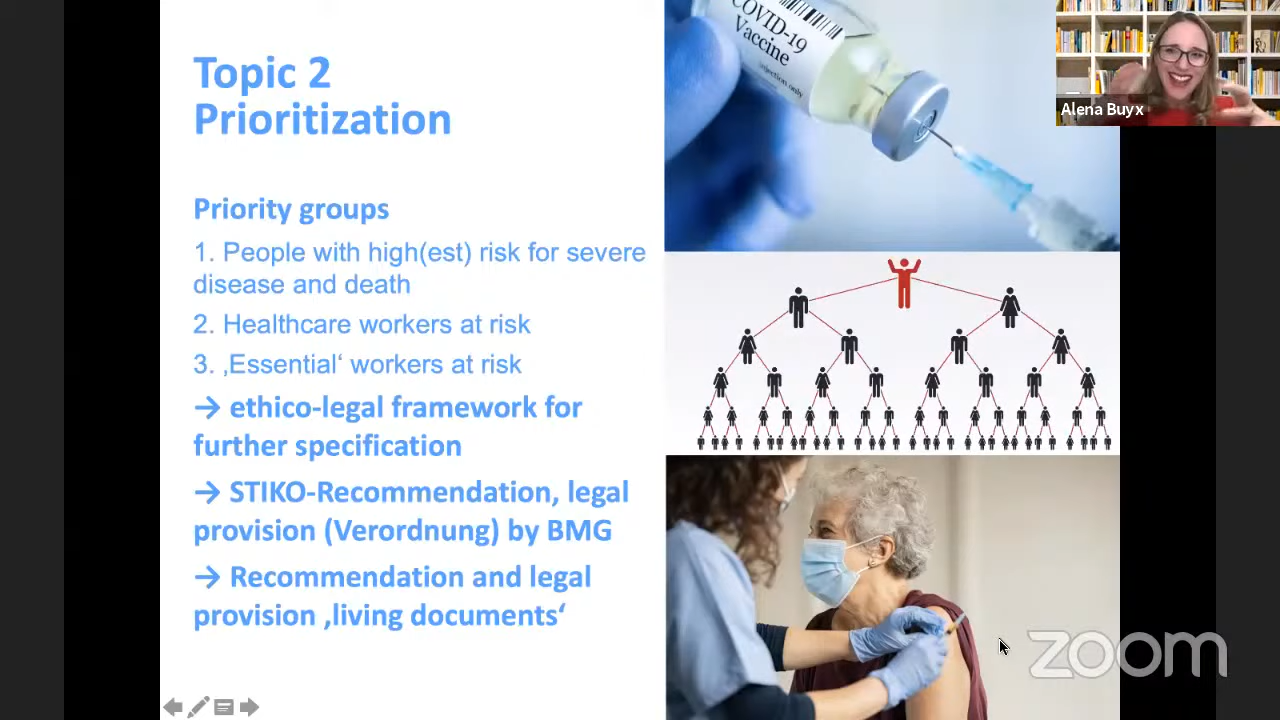 Topic 2
Prioritization
Priority groups
1. People with high(est) risk for severe
disease and death
2. Healthcare workers at risk
3. ‚Essential‘ workers at risk
→ ethico-legal framework for
further specification
→ STIKO-Recommendation, legal
provision (Verordnung) by BMG
→ Recommendation and legal
provision ‚living documents‘
COVID-19
Vaccine
injection only
Alena Buyx
zoom